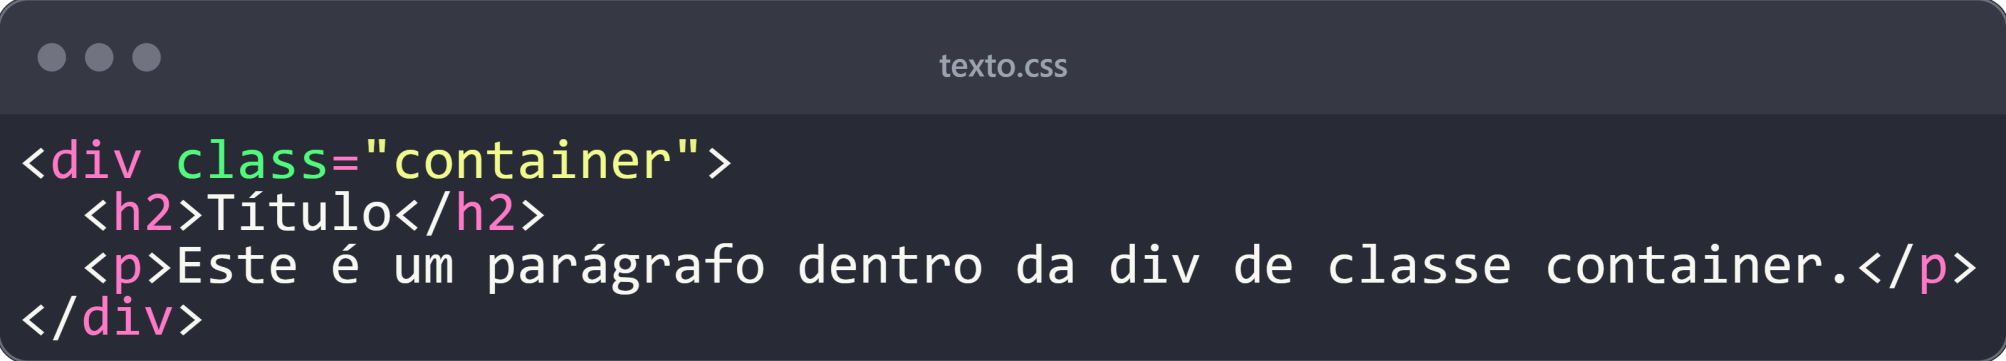 texto.css
<div class="container">
  <h2>Título</h2>
  <p>Este é um parágrafo dentro da div de classe container.</p>
</div>